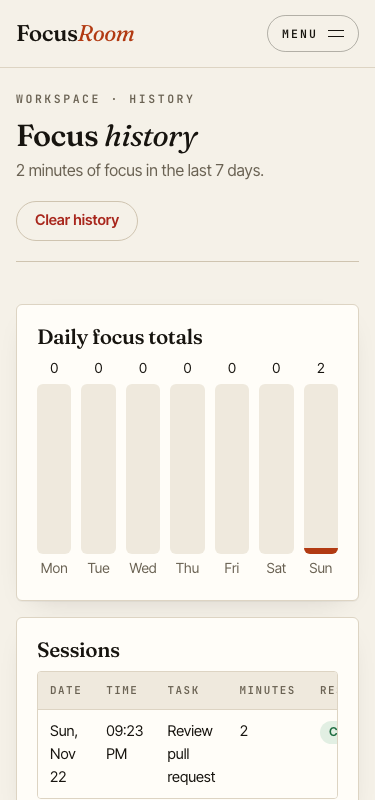 FocusRoom
MENU
WORKSPACE · HISTORY
Focus history
2 minutes of focus in the last 7 days.
Clear history
Daily focus totals
0 0 0 0 0 0 2
Mon Tue Wed Thu Fri Sat Sun
Sessions
DATE TIME TASK MINUTES RE
Sun, 09:23 Review 2 C
Nov PM pull
22 request